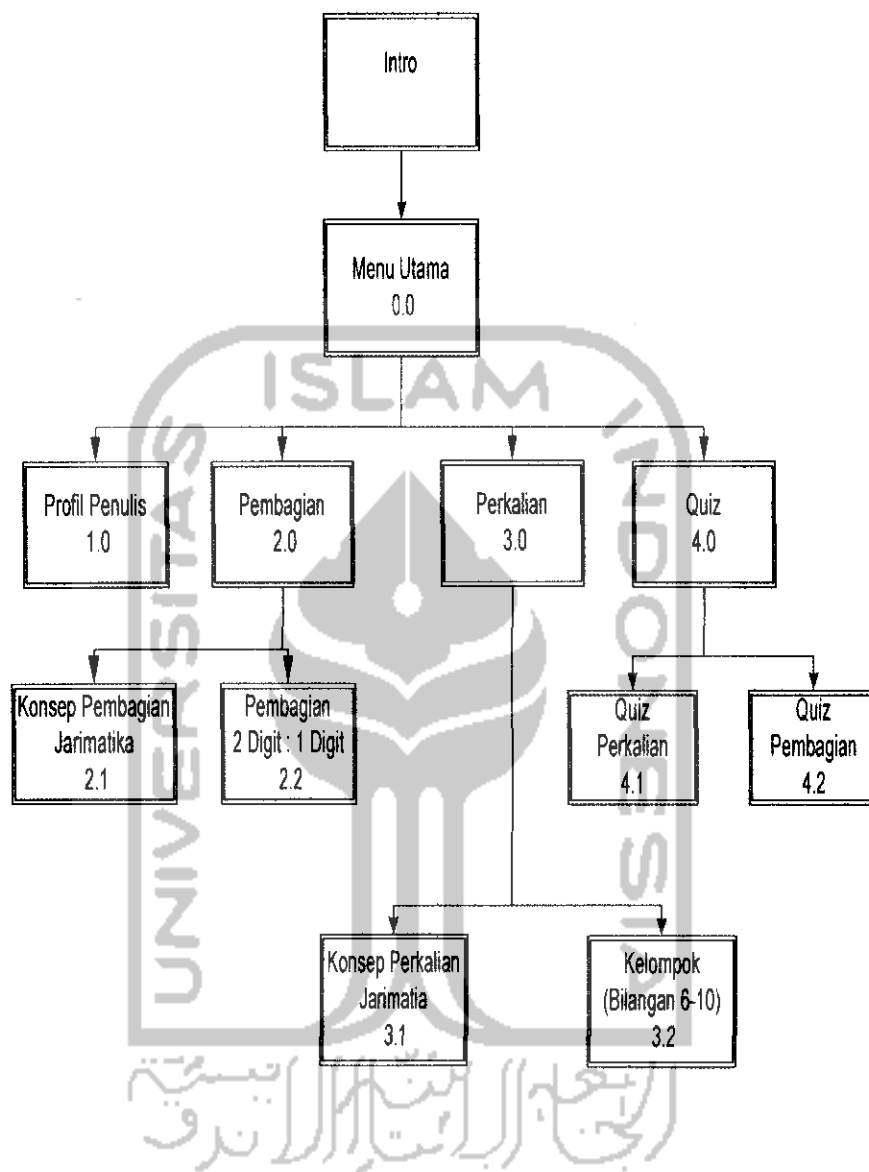 Intro
Menu Utama
0.0
ISLAM
UNIVERSITAS
INDONESIA
Profil Penulis
1.0
Pembagian
2.0
Perkalian
3.0
Quiz
4.0
Konsep Pembagian
Jarimatika
2.1
Pembagian
2 Digit : 1 Digit
2.2
Quiz
Perkalian
4.1
Quiz
Pembagian
4.2
Konsep Perkalian
Jarimatia
3.1
Kelompok
(Bilangan 6-10)
3.2